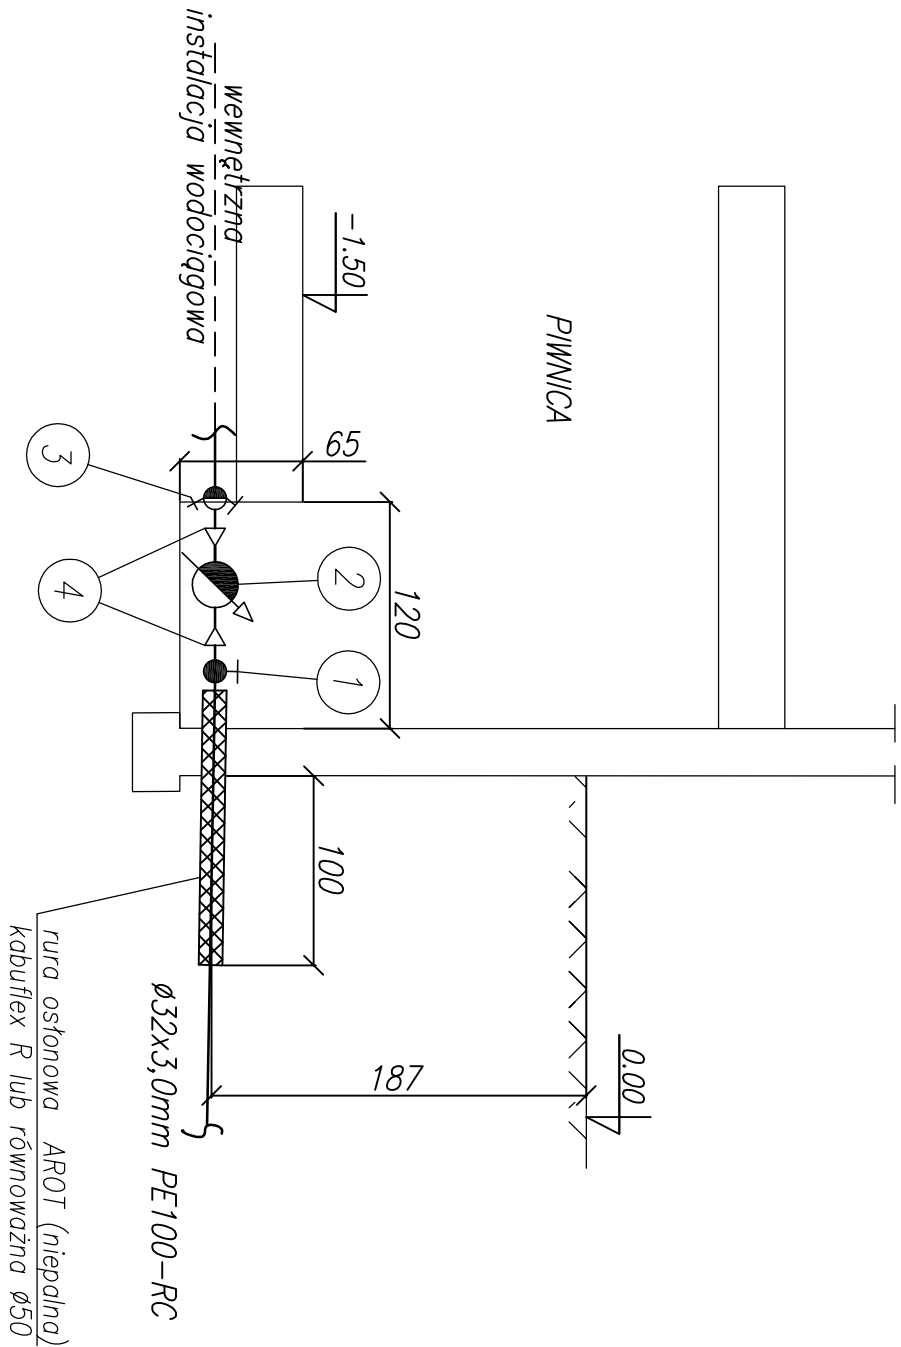 PIWNICA
0.00
-1.50
wewnętrzna
instalacja wodociągowa
65
120
100
187
1
2
3
4
ø32x3,0mm PE100-RC
rura osłonowa AROT (niepalna)
kabuflex R lub równoważna ø50